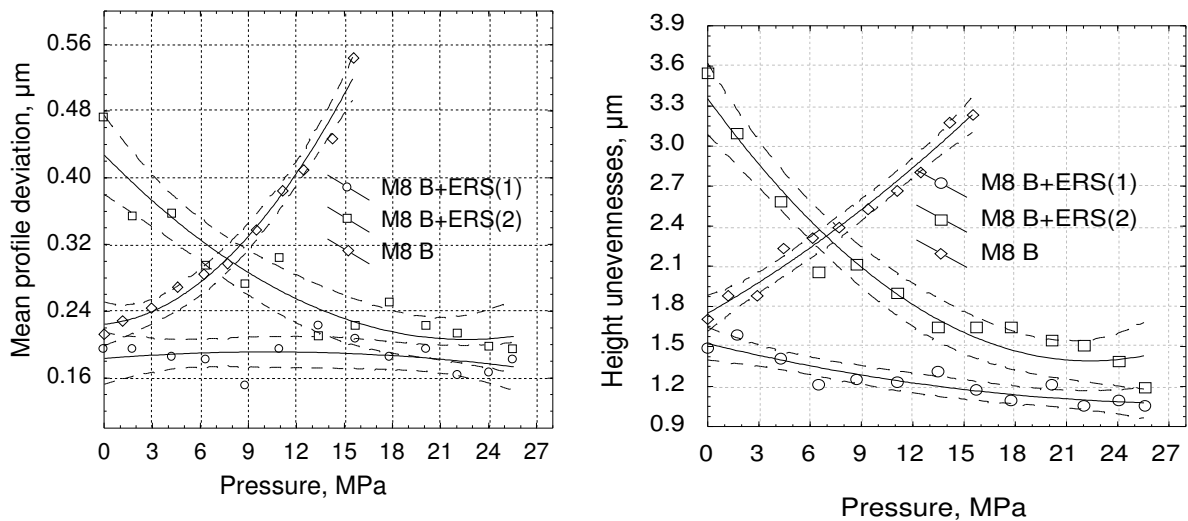 Mean profile deviation, µm
0.56
0.48
0.40
0.32
0.24
0.16
M8 B+ERS(1)
M8 B+ERS(2)
M8 B
0 3 6 9 12 15 18 21 24 27
Pressure, MPa
Height unevennesses, µm
3.9
3.6
3.3
3.0
2.7
2.4
2.1
1.8
1.5
1.2
0.9
M8 B+ERS(1)
M8 B+ERS(2)
M8 B
0 3 6 9 12 15 18 21 24 27
Pressure, MPa